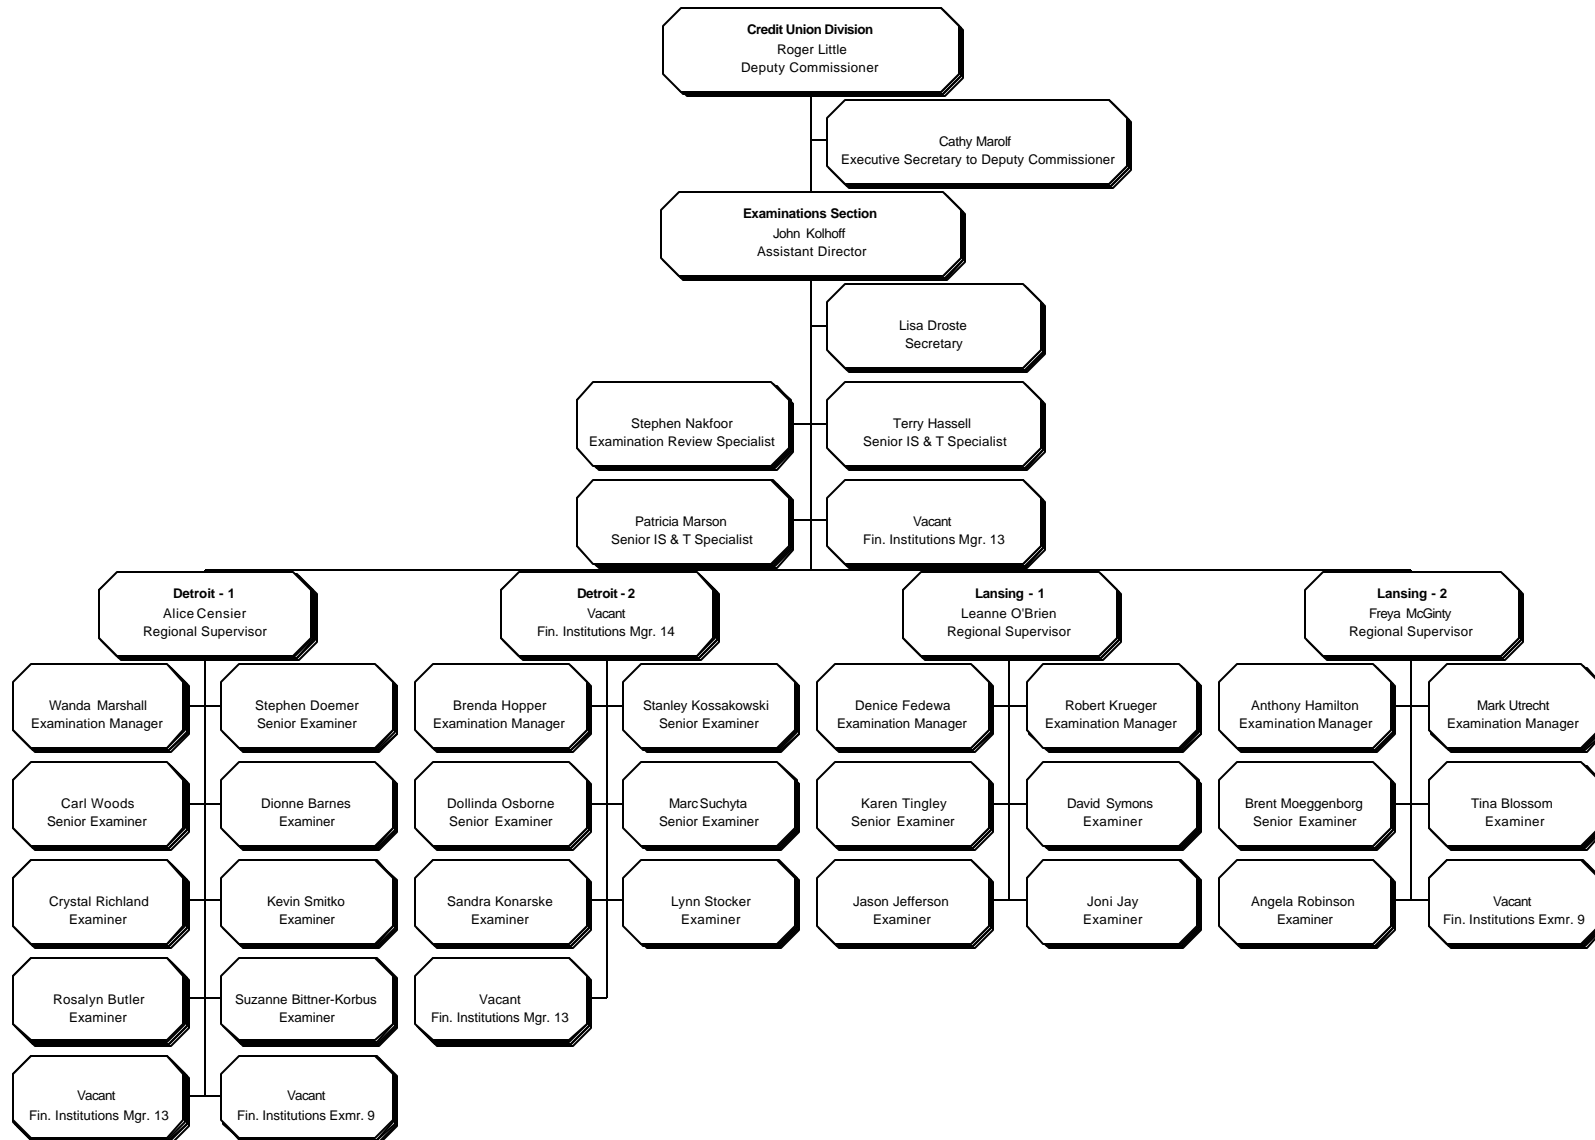 Credit Union Division
Roger Little
Deputy Commissioner
Cathy Marolf
Executive Secretary to Deputy Commissioner
Examinations Section
John Kolhoff
Assistant Director
Lisa Droste
Secretary
Stephen Nakfoor
Examination Review Specialist
Terry Hassell
Senior IS & T Specialist
Patricia Marson
Senior IS & T Specialist
Vacant
Fin. Institutions Mgr. 13
Detroit - 1
Alice Censier
Regional Supervisor
Wanda Marshall
Examination Manager
Stephen Doemer
Senior Examiner
Carl Woods
Senior Examiner
Dionne Barnes
Examiner
Crystal Richland
Examiner
Kevin Smitko
Examiner
Rosalyn Butler
Examiner
Suzanne Bittner-Korbus
Examiner
Vacant
Fin. Institutions Mgr. 13
Vacant
Fin. Institutions Exmr. 9
Detroit - 2
Vacant
Fin. Institutions Mgr. 14
Brenda Hopper
Examination Manager
Stanley Kossakowski
Senior Examiner
Dollinda Osborne
Senior Examiner
Marc Suchyta
Senior Examiner
Sandra Konarske
Examiner
Lynn Stocker
Examiner
Vacant
Fin. Institutions Mgr. 13
Lansing - 1
Leanne O'Brien
Regional Supervisor
Denice Fedewa
Examination Manager
Robert Krueger
Examination Manager
Karen Tingley
Senior Examiner
David Symons
Examiner
Jason Jefferson
Examiner
Joni Jay
Examiner
Lansing - 2
Freya McGinty
Regional Supervisor
Anthony Hamilton
Examination Manager
Mark Utrecht
Examination Manager
Brent Moeggenborg
Senior Examiner
Tina Blossom
Examiner
Angela Robinson
Examiner
Vacant
Fin. Institutions Exmr. 9